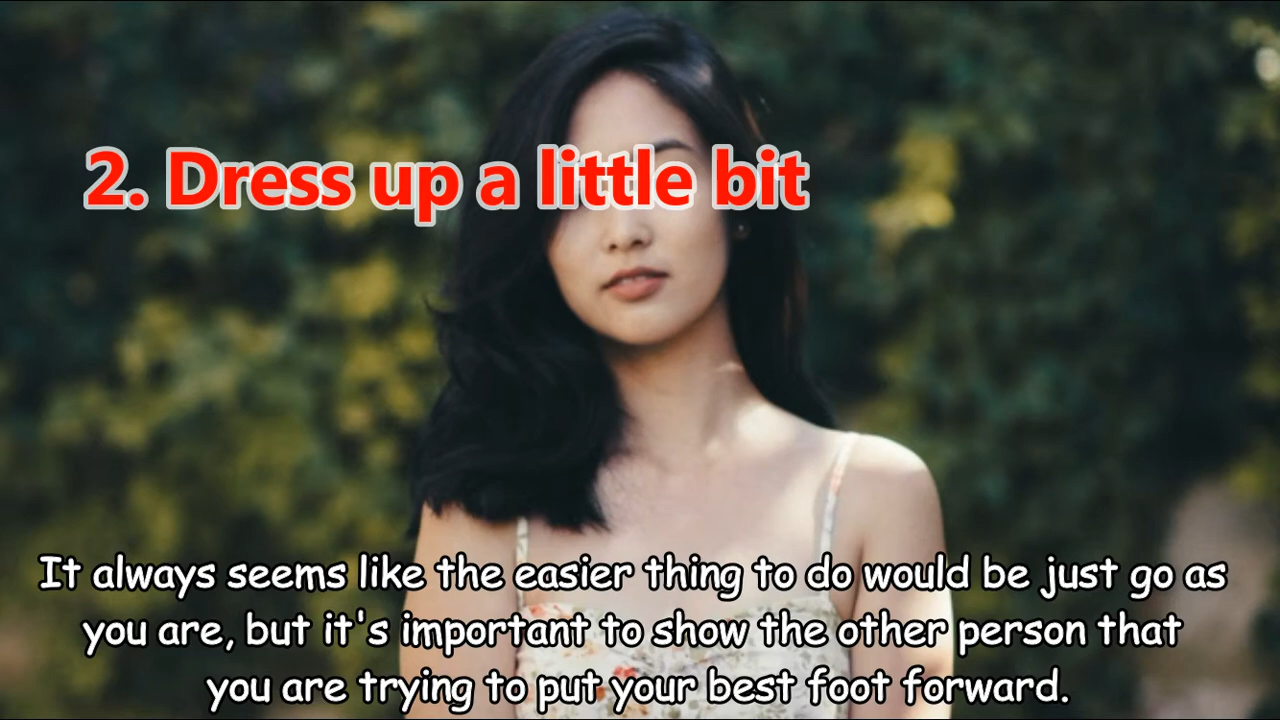 2. Dress up a little bit
It always seems like the easier thing to do would be just go as
you are, but it's important to show the other person that
you are trying to put your best foot forward.